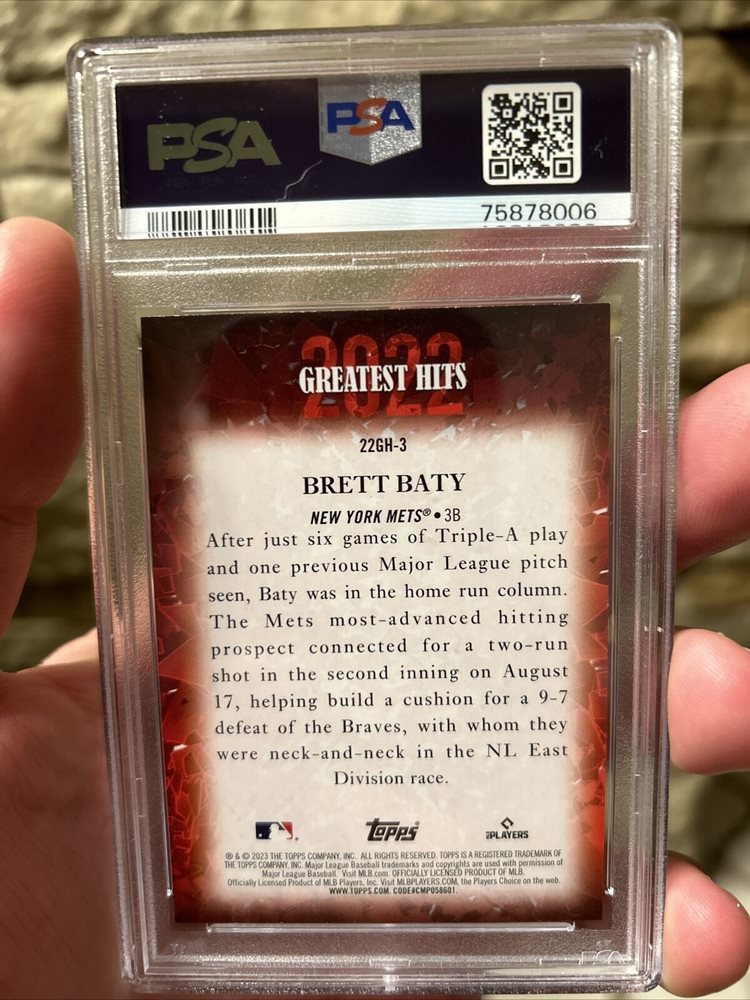 PSA
PSA
75878006
2022
GREATEST HITS
22GH-3
BRETT BATY
NEW YORK METS® • 3B
After just six games of Triple-A play
and one previous Major League pitch
seen, Baty was in the home run column.
The Mets most-advanced hitting
prospect connected for a two-run
shot in the second inning on August
17, helping build a cushion for a 9-7
defeat of the Braves, with whom they
were neck-and-neck in the NL East
Division race.
Topps
PLAYERS
® & © 2023 THE TOPPS COMPANY, INC. ALL RIGHTS RESERVED. TOPPS IS A REGISTERED TRADEMARK OF
THE TOPPS COMPANY, INC. Major League Baseball trademarks and copyrights are used with permission of
Major League Baseball. Visit MLB.com. OFFICIALLY LICENSED PRODUCT OF MLB.
Officially Licensed Product of MLB Players, Inc. Visit MLBPLAYERS.COM, the Players Choice on the web.
WWW.TOPPS.COM. CODE#CMP058601.
PSA